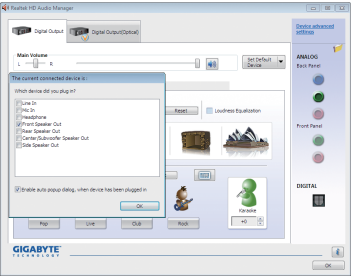 Realtek HD Audio Manager
Digital Output
Digital Output(Optical)
Device advanced settings
Main Volume
L
R
Set Default Device
ANALOG
Back Panel
The current connected device is :
Which device did you plug in?
Line In
Mic In
Headphone
Front Speaker Out
Rear Speaker Out
Center/Subwoofer Speaker Out
Side Speaker Out
Enable auto popup dialog, when device has been plugged in
OK
Reset
Loudness Equalization
Front Panel
Karaoke
+0
DIGITAL
Pop
Live
Club
Rock
GIGABYTE
TECHNOLOGY
OK